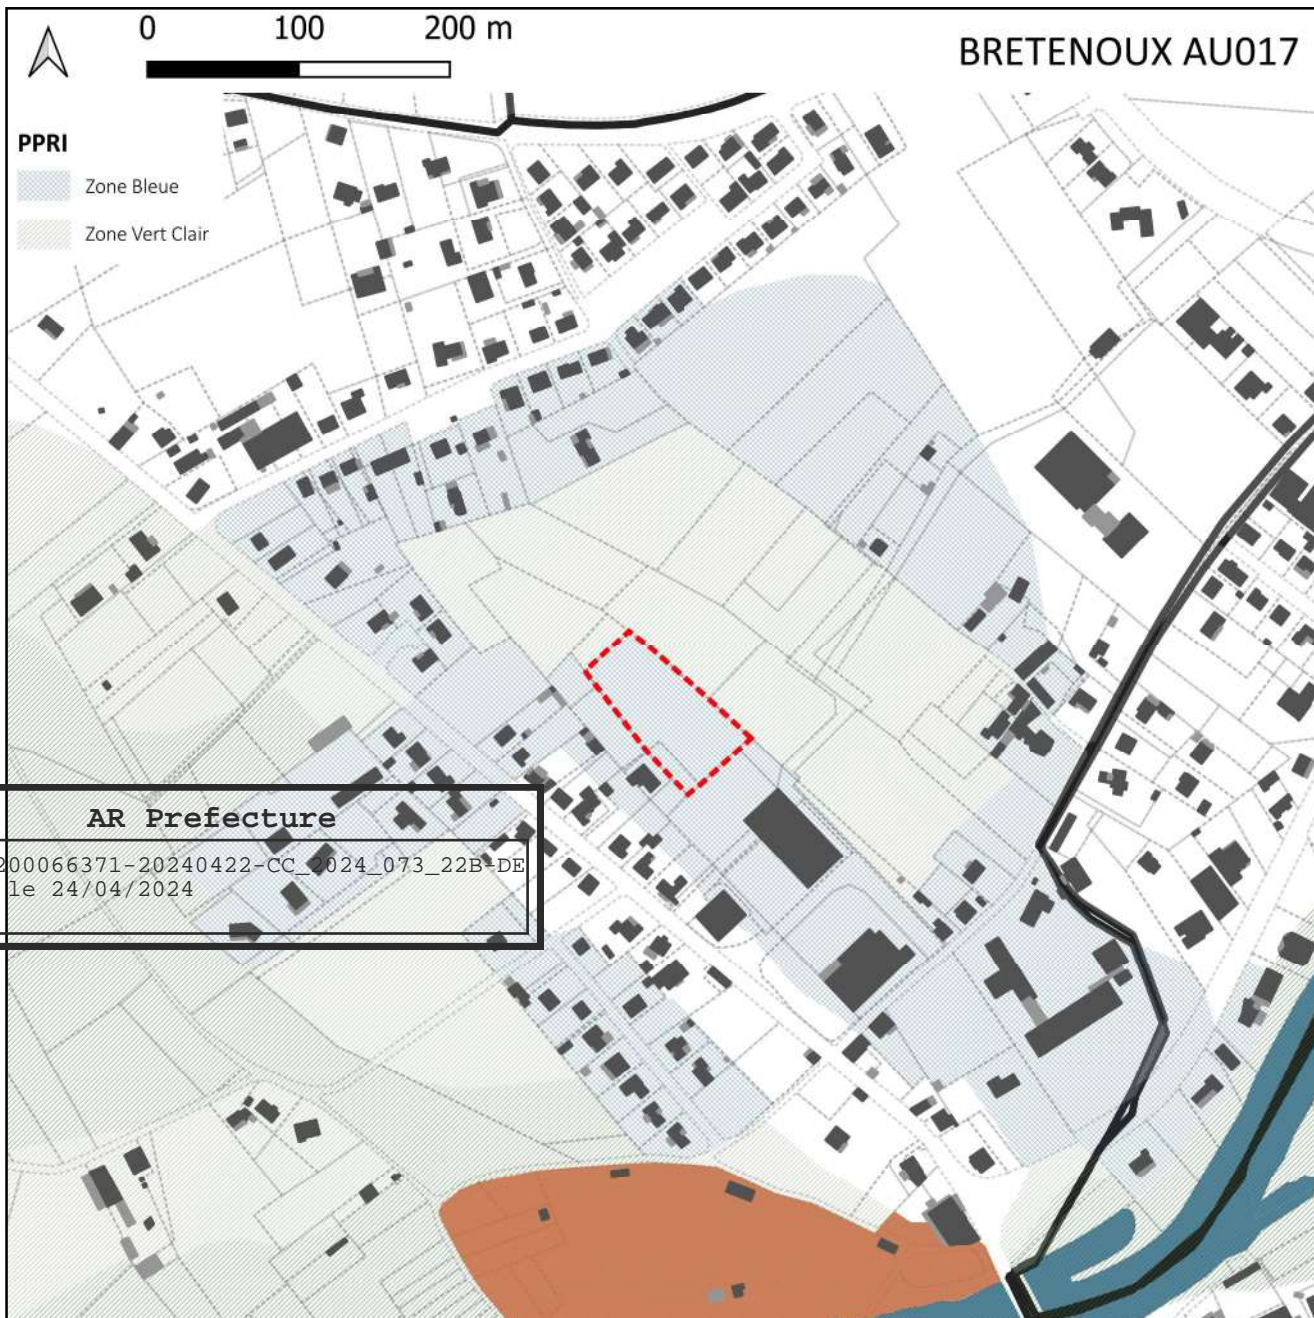 0 100 200 m
BRETENOUX AU017
PPRI
Zone Bleue
Zone Vert Clair
AR Prefecture
200066371-20240422-CC_2024_073_22B-DE
le 24/04/2024